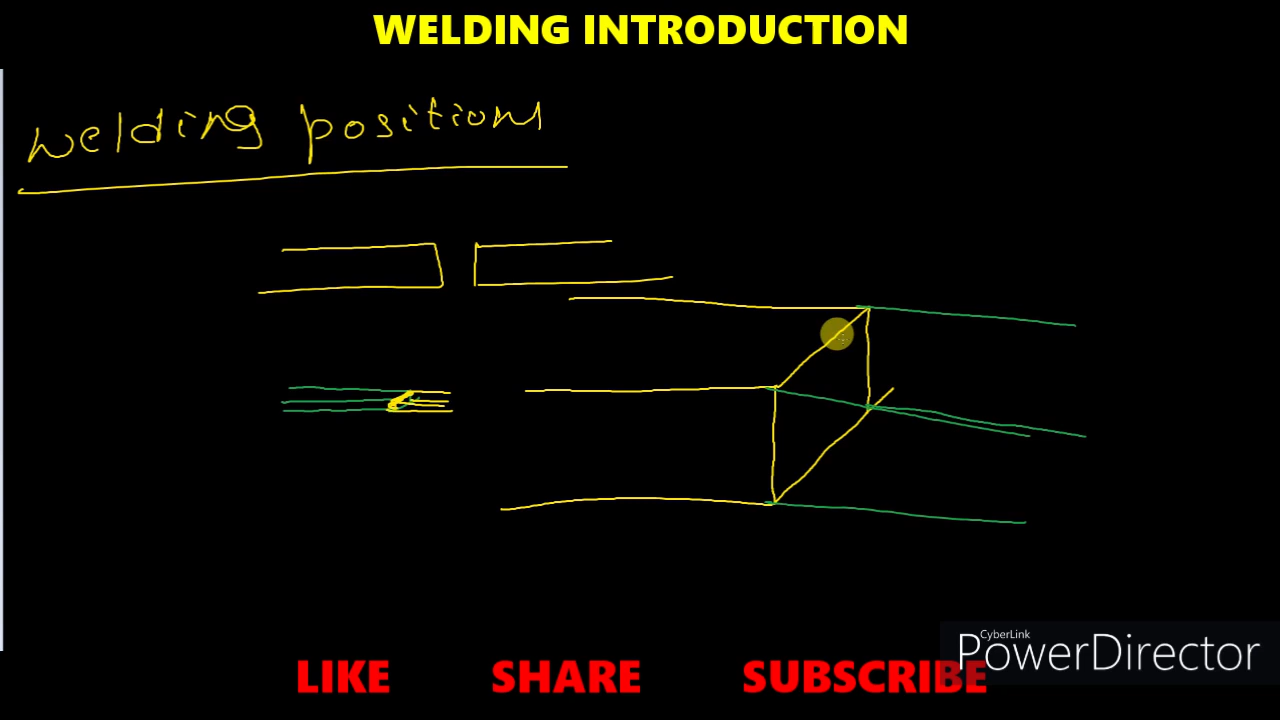 WELDING INTRODUCTION
welding positions
CyberLink
PowerDirector
LIKE SHARE SUBSCRIBE